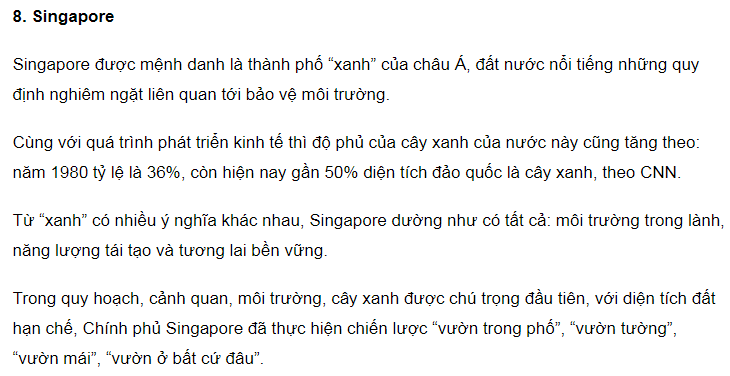 8. Singapore
Singapore được mệnh danh là thành phố “xanh” của châu Á, đất nước nổi tiếng những quy
định nghiêm ngặt liên quan tới bảo vệ môi trường.
Cùng với quá trình phát triển kinh tế thì độ phủ của cây xanh của nước này cũng tăng theo:
năm 1980 tỷ lệ là 36%, còn hiện nay gần 50% diện tích đảo quốc là cây xanh, theo CNN.
Từ “xanh” có nhiều ý nghĩa khác nhau, Singapore dường như có tất cả: môi trường trong lành,
năng lượng tái tạo và tương lai bền vững.
Trong quy hoạch, cảnh quan, môi trường, cây xanh được chú trọng đầu tiên, với diện tích đất
hạn chế, Chính phủ Singapore đã thực hiện chiến lược “vườn trong phố”, “vườn tường”,
“vườn mái”, “vườn ở bất cứ đâu”.